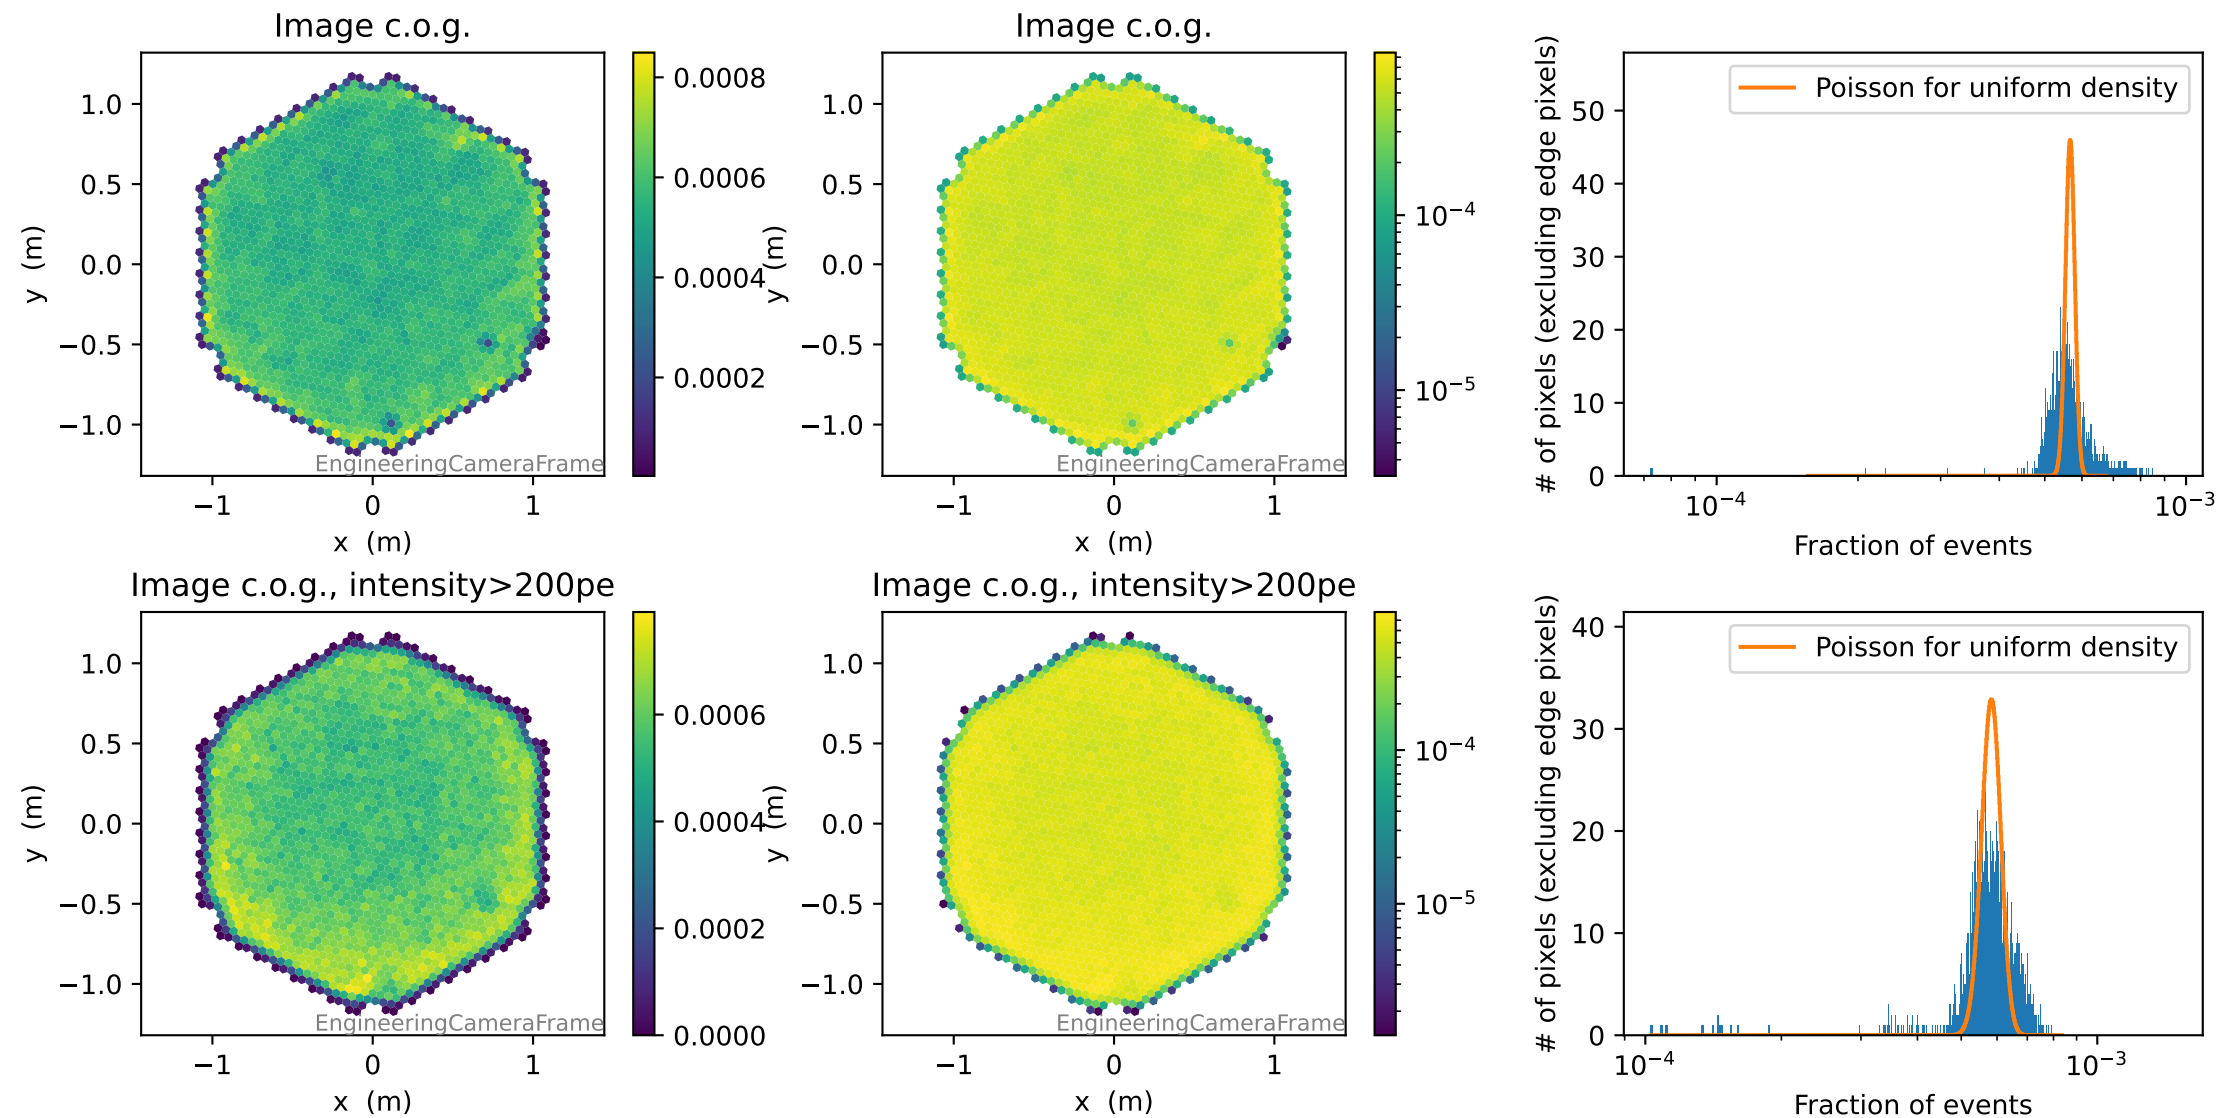 Image c.o.g.
y (m)
1.0
0.5
0.0
−0.5
−1.0
−1
0
1
x (m)
EngineeringCameraFrame
0.0008
0.0006
0.0004
0.0002
Image c.o.g.
y (m)
1.0
0.5
0.0
−0.5
−1.0
−1
0
1
x (m)
EngineeringCameraFrame
10−4
10−5
# of pixels (excluding edge pixels)
50
40
30
20
10
0
Poisson for uniform density
10−4
10−3
Fraction of events
Image c.o.g., intensity>200pe
y (m)
1.0
0.5
0.0
−0.5
−1.0
−1
0
1
x (m)
EngineeringCameraFrame
0.0006
0.0004
0.0002
0.0000
Image c.o.g., intensity>200pe
y (m)
1.0
0.5
0.0
−0.5
−1.0
−1
0
1
x (m)
EngineeringCameraFrame
10−4
10−5
# of pixels (excluding edge pixels)
40
30
20
10
0
Poisson for uniform density
10−4
10−3
Fraction of events